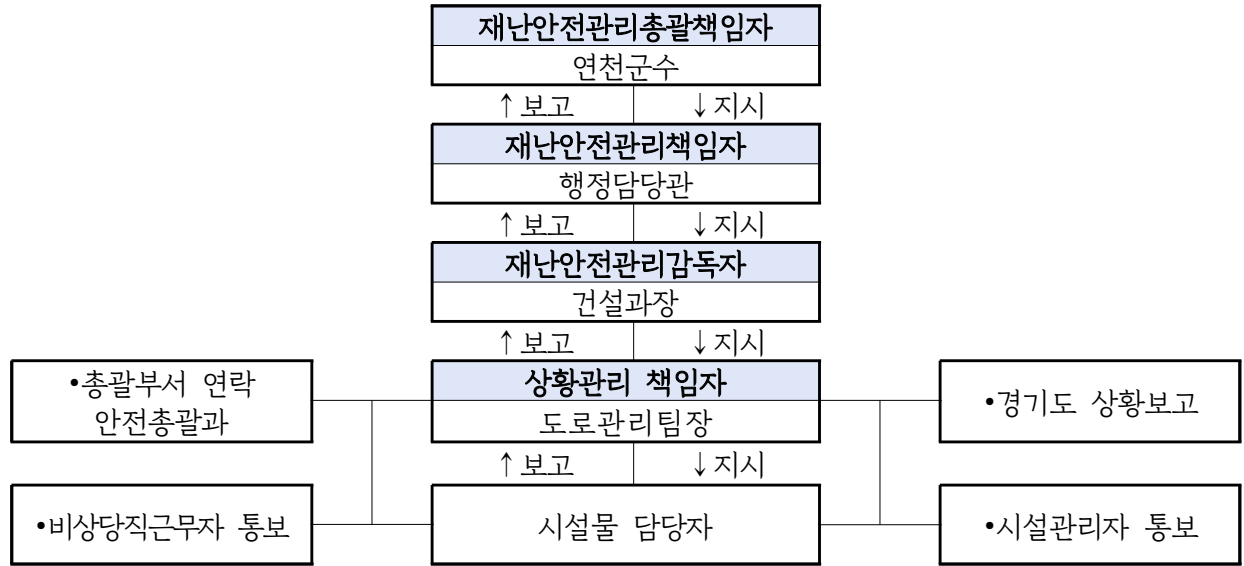 재난안전관리총괄책임자
연천군수
↑보고 ↓지시
재난안전관리책임자
행정담당관
↑보고 ↓지시
재난안전관리감독자
건설과장
↑보고 ↓지시
•총괄부서 연락
안전총괄과
상황관리 책임자
도로관리팀장
•경기도 상황보고
↑보고 ↓지시
•비상당직근무자 통보
시설물 담당자
•시설관리자 통보